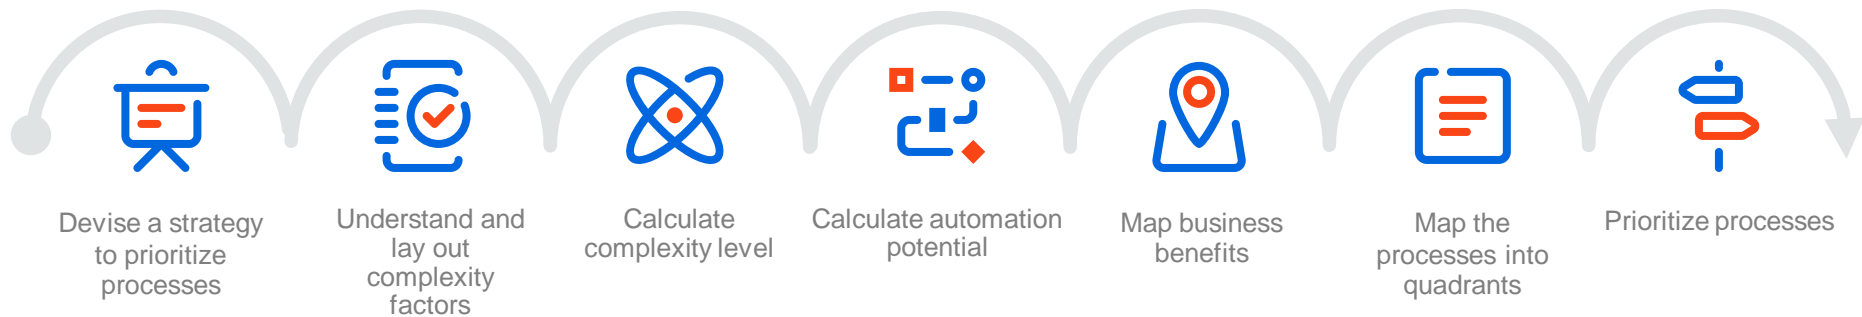 Devise a strategy
to prioritize
processes
Understand and
lay out
complexity
factors
Calculate
complexity level
Calculate automation
potential
Map business
benefits
Map the
processes into
quadrants
Prioritize processes